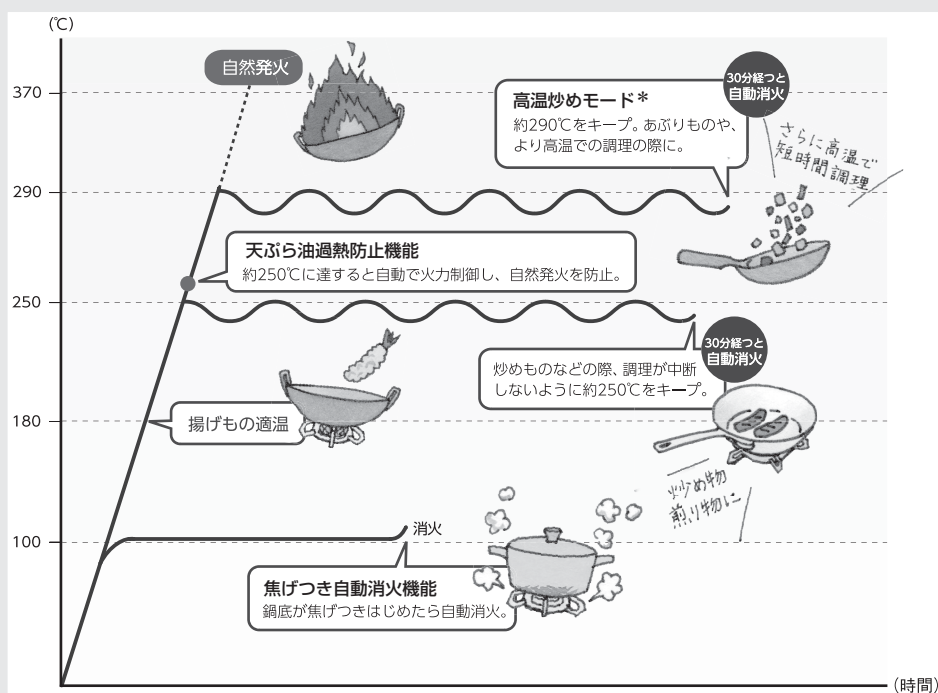 (℃)
自然発火
30分経つと
自動消火
370
高温炒めモード＊
約290℃をキープ。あぶりものや、
より高温での調理の際に。
さらに高温で
短時間調理
290
天ぷら油過熱防止機能
約250℃に達すると自動で火力制御し、自然発火を防止。
250
30分経つと
自動消火
炒めものなどの際、調理が中断
しないように約250℃をキープ。
180
揚げもの適温
炒め物
煎り物に
消火
100
焦げつき自動消火機能
鍋底が焦げつきはじめたら自動消火。
(時間)